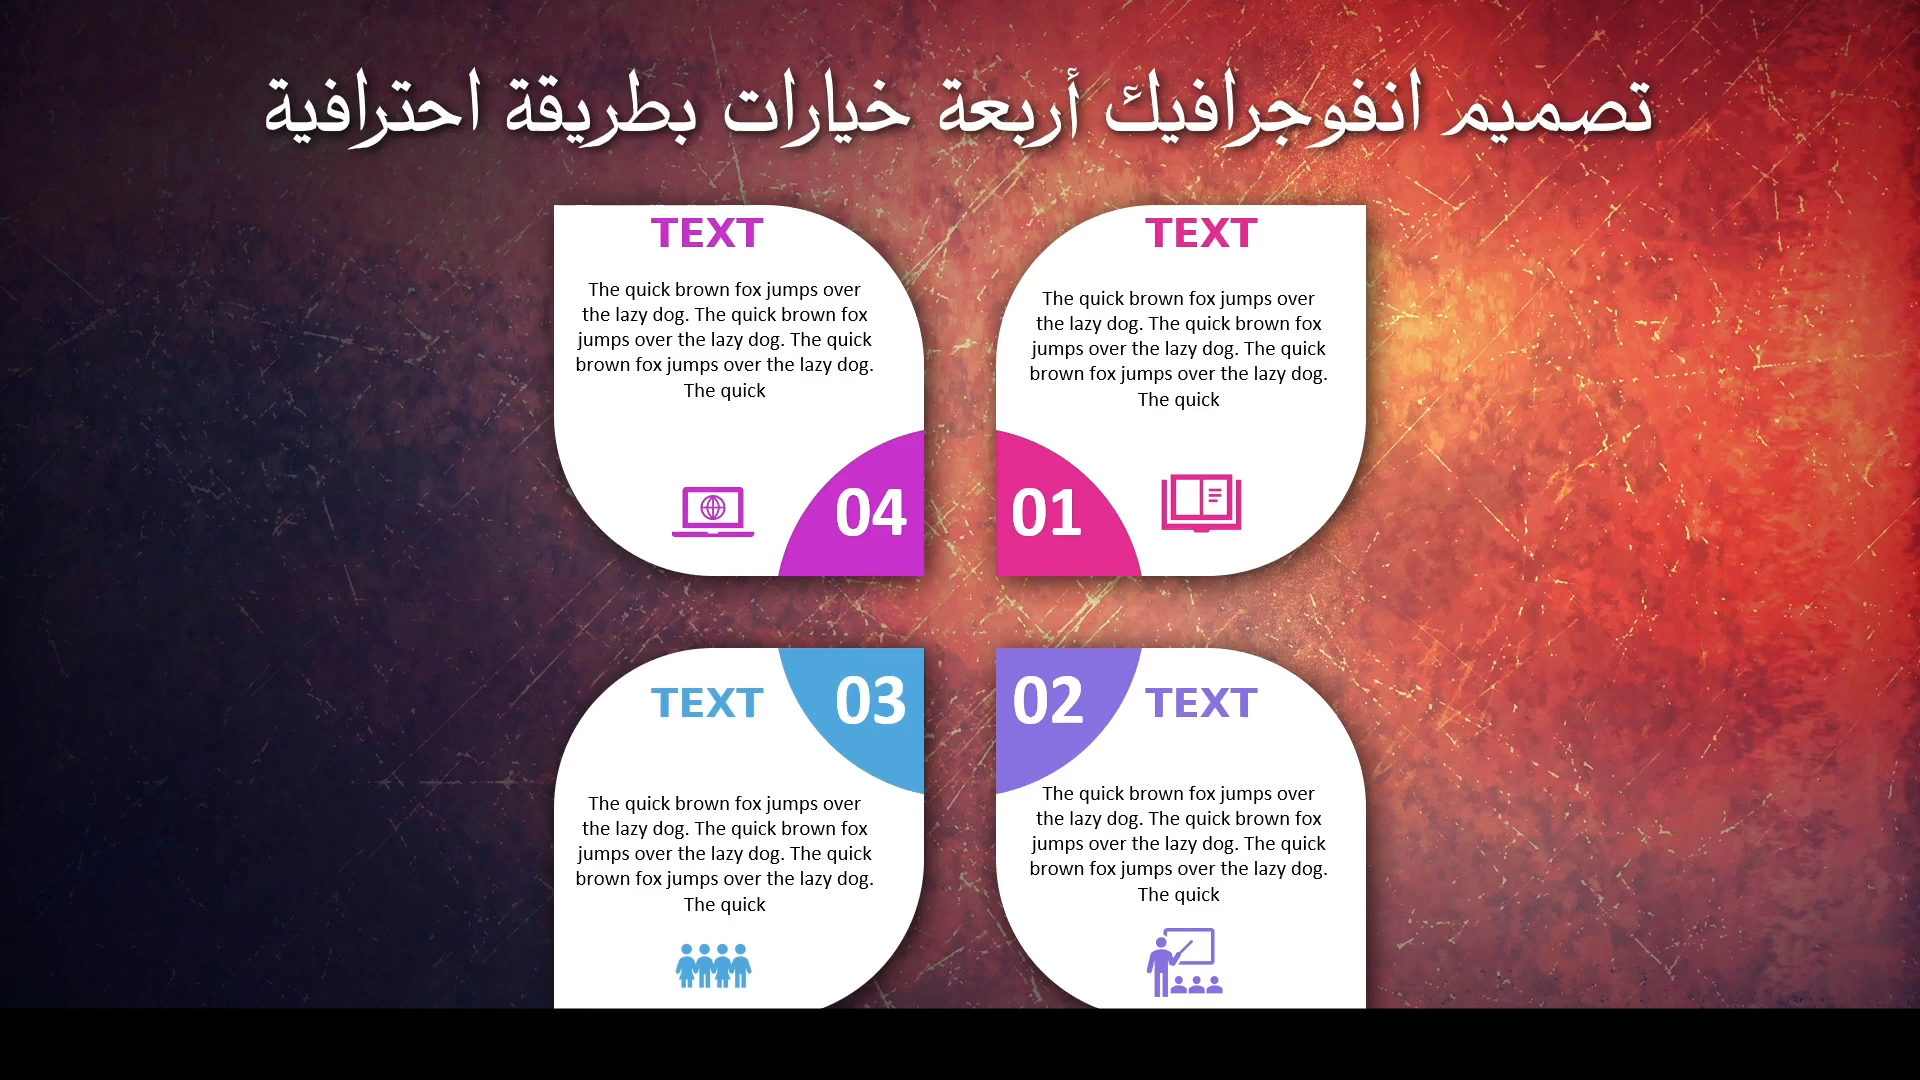 تصميم انفوجرافيك أربعة خيارات بطريقة احترافية
TEXT
The quick brown fox jumps over
the lazy dog. The quick brown fox
jumps over the lazy dog. The quick
brown fox jumps over the lazy dog.
The quick
01
02
TEXT
The quick brown fox jumps over
the lazy dog. The quick brown fox
jumps over the lazy dog. The quick
brown fox jumps over the lazy dog.
The quick
03
TEXT
The quick brown fox jumps over
the lazy dog. The quick brown fox
jumps over the lazy dog. The quick
brown fox jumps over the lazy dog.
The quick
TEXT
The quick brown fox jumps over
the lazy dog. The quick brown fox
jumps over the lazy dog. The quick
brown fox jumps over the lazy dog.
The quick
04